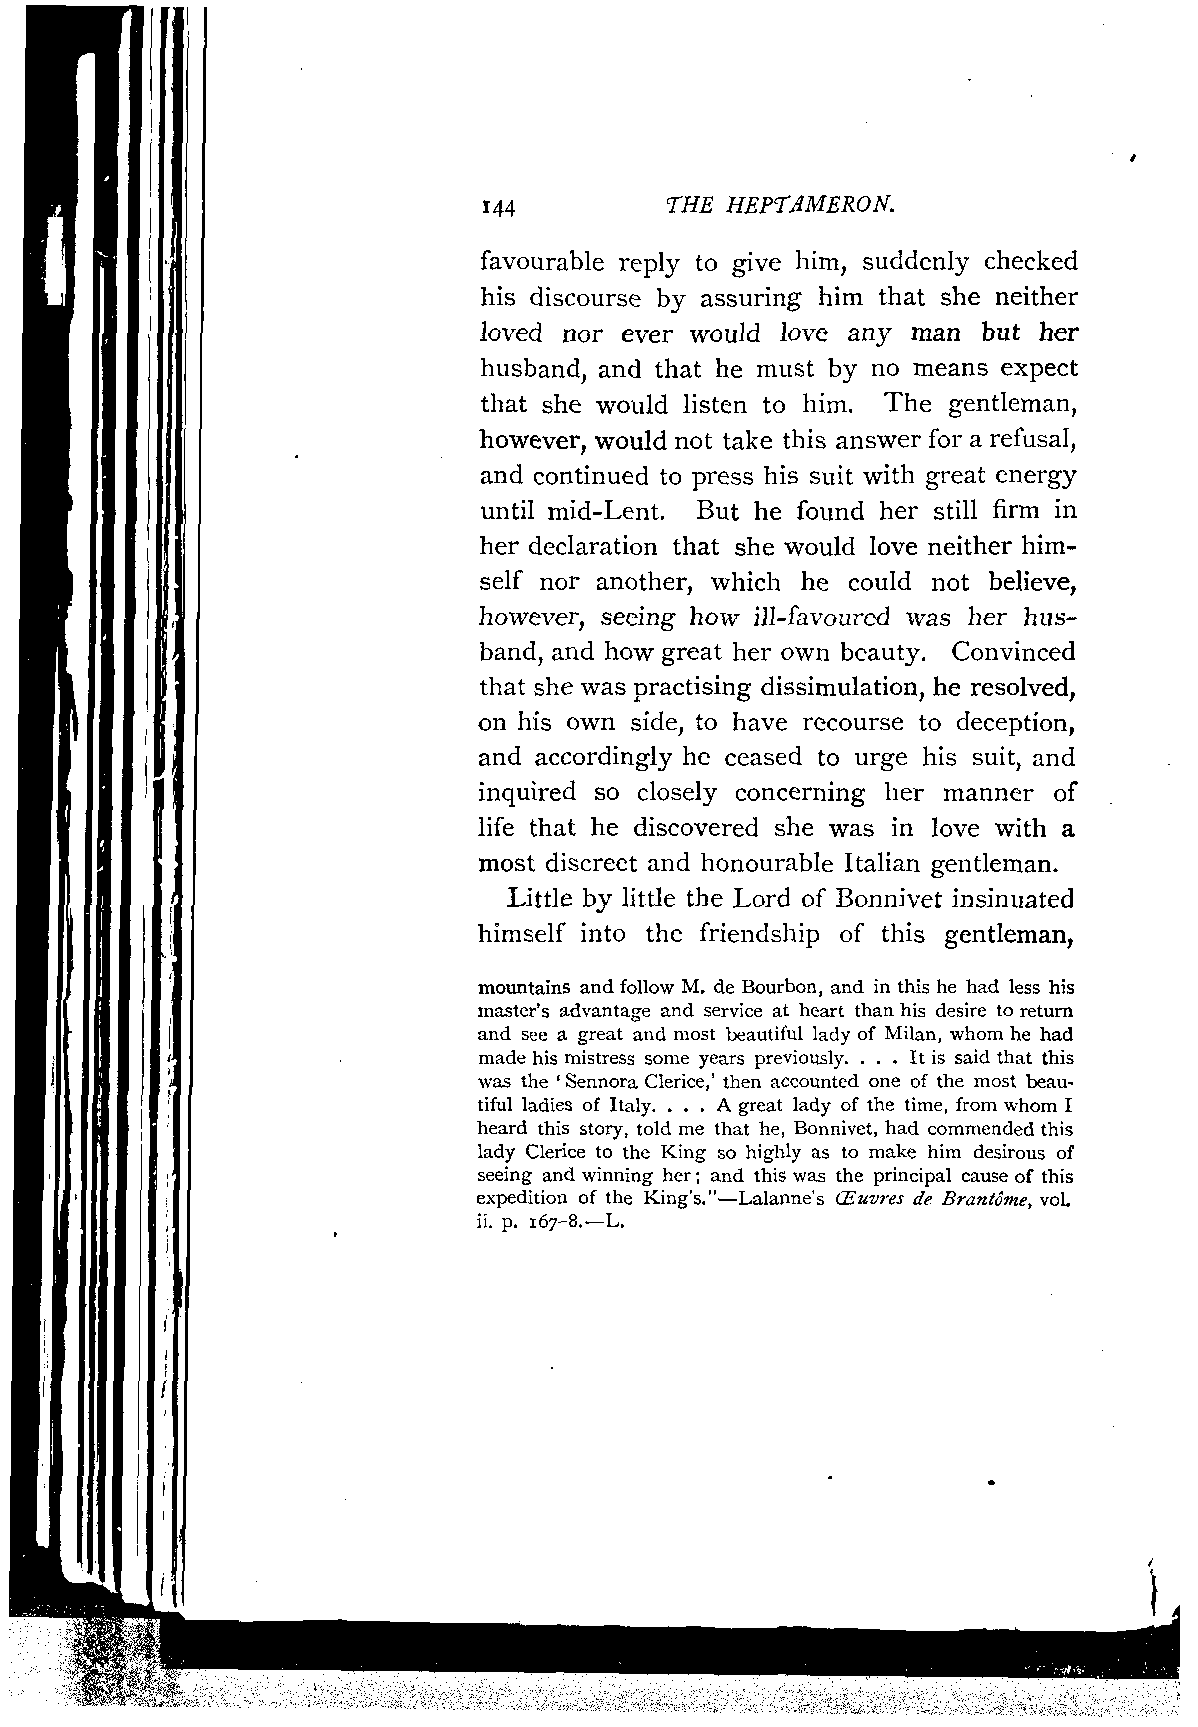 144 THE HEPTAMERON.
favourable reply to give him, suddenly checked
his discourse by assuring him that she neither
loved nor ever would love any man but her
husband, and that he must by no means expect
that she would listen to him. The gentleman,
however, would not take this answer for a refusal,
and continued to press his suit with great energy
until mid-Lent. But he found her still firm in
her declaration that she would love neither him-
self nor another, which he could not believe,
however, seeing how ill-favoured was her hus-
band, and how great her own beauty. Convinced
that she was practising dissimulation, he resolved,
on his own side, to have recourse to deception,
and accordingly he ceased to urge his suit, and
inquired so closely concerning her manner of
life that he discovered she was in love with a
most discreet and honourable Italian gentleman.
Little by little the Lord of Bonnivet insinuated
himself into the friendship of this gentleman,
mountains and follow M. de Bourbon, and in this he had less his
master's advantage and service at heart than his desire to return
and see a great and most beautiful lady of Milan, whom he had
made his mistress some years previously. . . . It is said that this
was the ‘Sennora Clerice,’ then accounted one of the most beau-
tiful ladies of Italy. . . . A great lady of the time, from whom I
heard this story, told me that he, Bonnivet, had commended this
lady Clerice to the King so highly as to make him desirous of
seeing and winning her; and this was the principal cause of this
expedition of the King's."—Lalanne's Œuvres de Brantôme, vol.
ii. p. 167-8.—L.